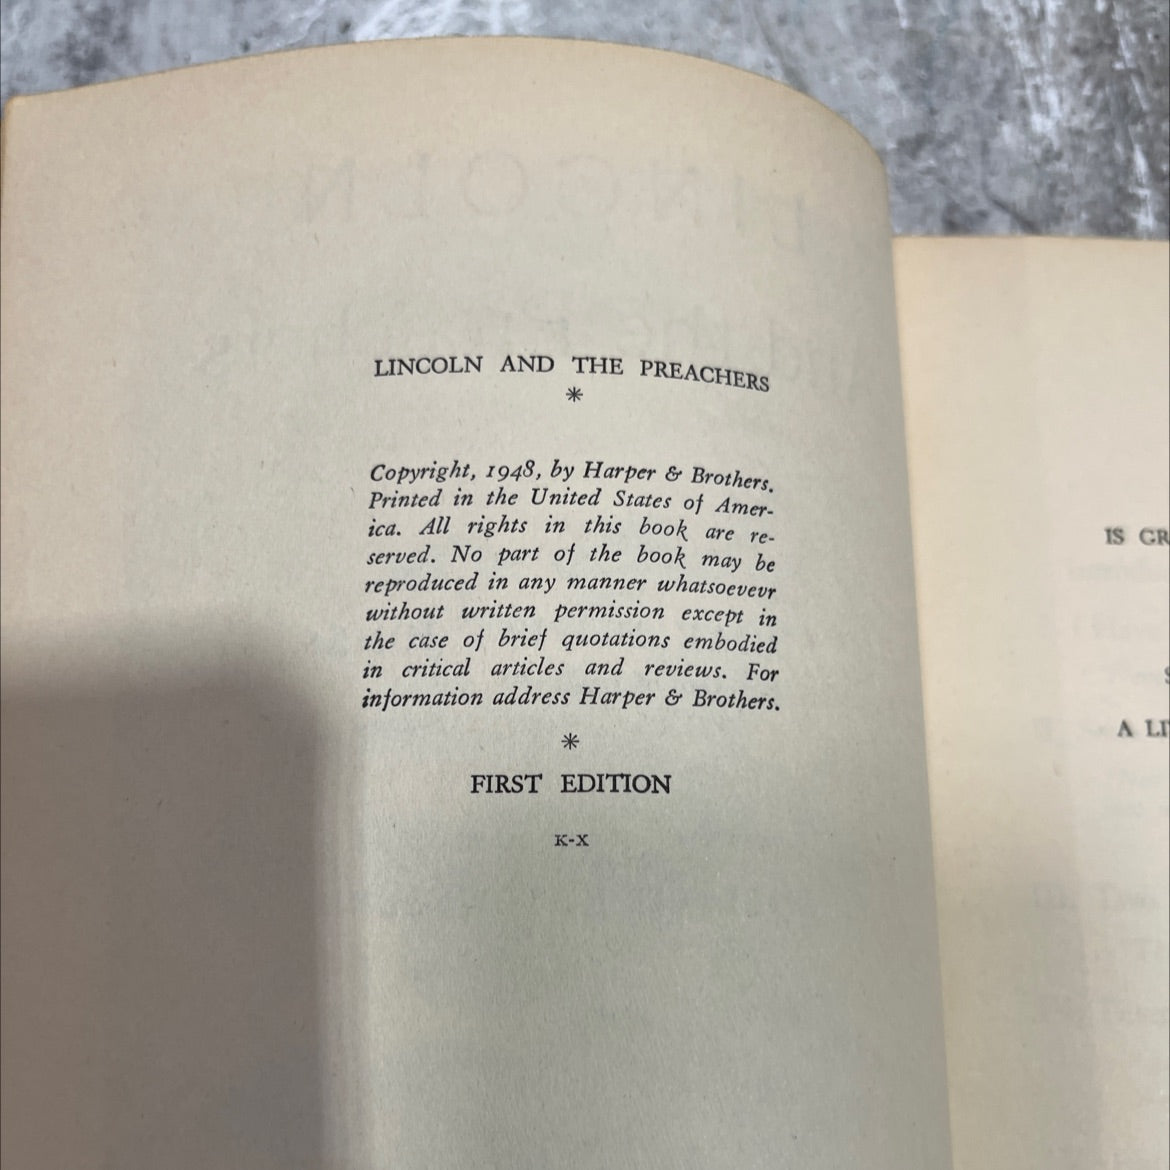 LINCOLN AND THE PREACHERS
*
Copyright, 1948, by Harper & Brothers.
Printed in the United States of Amer-
ica. All rights in this book are re-
served. No part of the book may be
reproduced in any manner whatsoevevr
without written permission except in
the case of brief quotations embodied
in critical articles and reviews. For
information address Harper & Brothers.
*
FIRST EDITION
K-X
IS GR
S
A LI